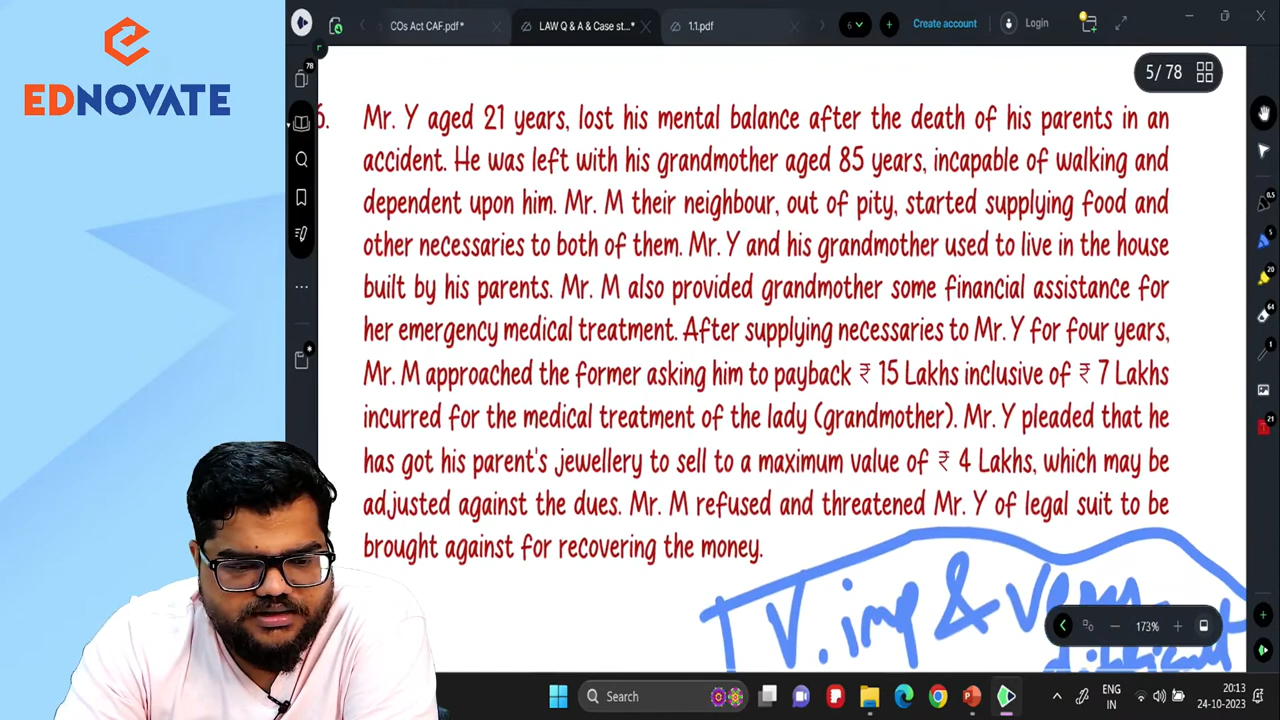 EDNOVATE
COs Act CAF.pdf*
LAW Q & A & Case st...*
1.1.pdf
6
Create account
Login
5/ 78
78
6. Mr. Y aged 21 years, lost his mental balance after the death of his parents in an
accident. He was left with his grandmother aged 85 years, incapable of walking and
dependent upon him. Mr. M their neighbour, out of pity, started supplying food and
other necessaries to both of them. Mr. Y and his grandmother used to live in the house
built by his parents. Mr. M also provided grandmother some financial assistance for
her emergency medical treatment. After supplying necessaries to Mr. Y for four years,
Mr. M approached the former asking him to payback ₹ 15 Lakhs inclusive of ₹ 7 Lakhs
incurred for the medical treatment of the lady (grandmother). Mr. Y pleaded that he
has got his parent's jewellery to sell to a maximum value of ₹ 4 Lakhs, which may be
adjusted against the dues. Mr. M refused and threatened Mr. Y of legal suit to be
brought against for recovering the money.
V. imp & very
173%
0.5
5
20
64
1
21
Search
ENG
IN
20:13
24-10-2023